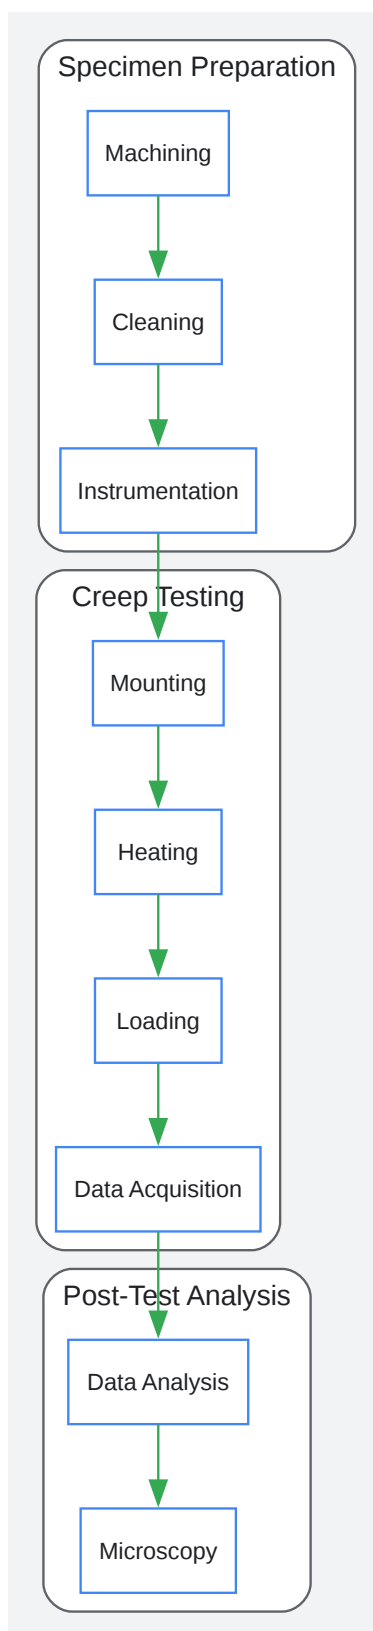 Specimen Preparation
Machining
Cleaning
Instrumentation
Creep Testing
Mounting
Heating
Loading
Data Acquisition
Post-Test Analysis
Data Analysis
Microscopy